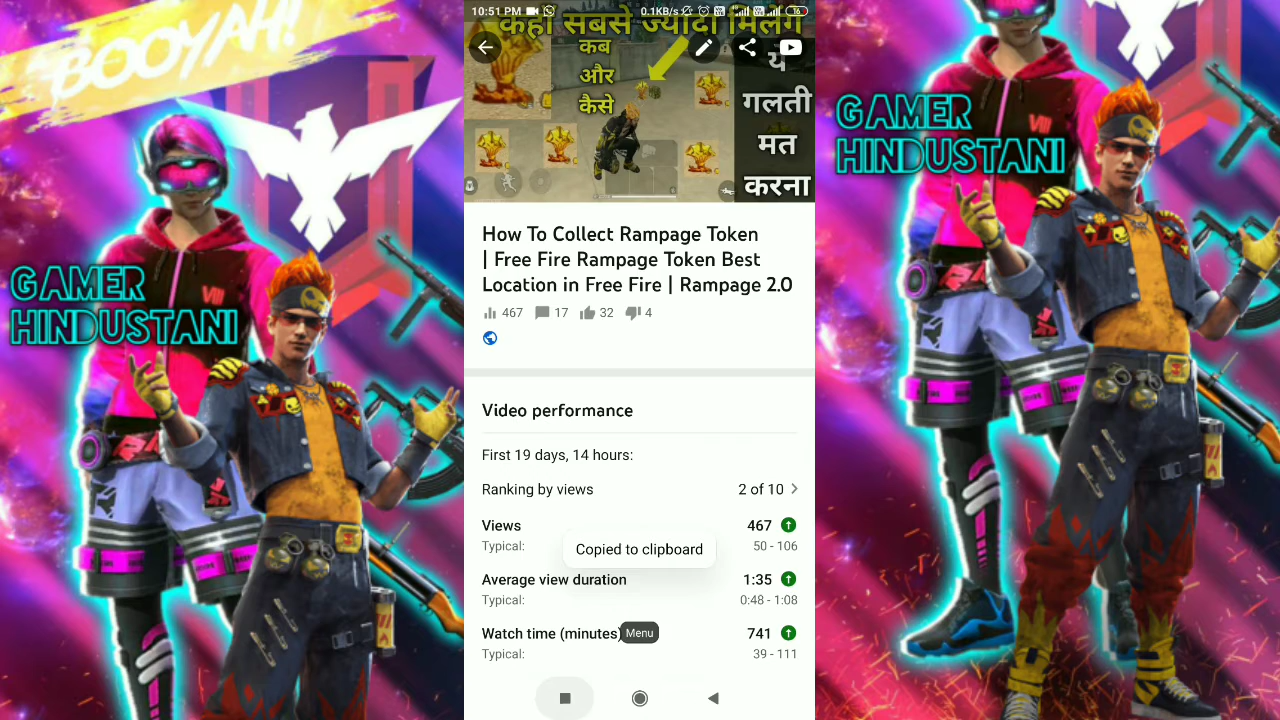 BOOYAH!
GAMER
HINDUSTANI
VIII
10:51 PM
0.1KB/s
16
कहा सबसे ज्यादा मिलेंगे
कब
और
कैसे
ये
गलती
मत
करना
How To Collect Rampage Token
| Free Fire Rampage Token Best
Location in Free Fire | Rampage 2.0
467 17 32 4
Video performance
First 19 days, 14 hours:
Ranking by views 2 of 10
Views 467
Typical: 50 - 106
Copied to clipboard
Average view duration 1:35
Typical: 0:48 - 1:08
Watch time (minutes) 741
Menu
Typical: 39 - 111
GAMER
HINDUSTANI
VIII